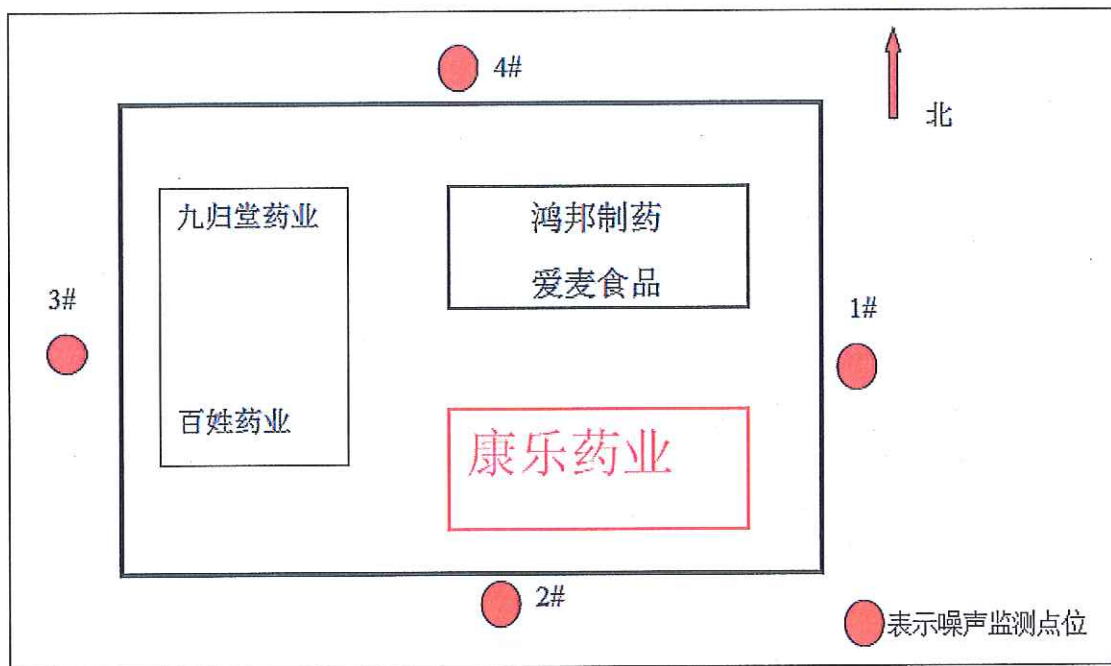 4#
北
九归堂药业
鸿邦制药
爱麦食品
3#
1#
百姓药业
康乐药业
2#
表示噪声监测点位